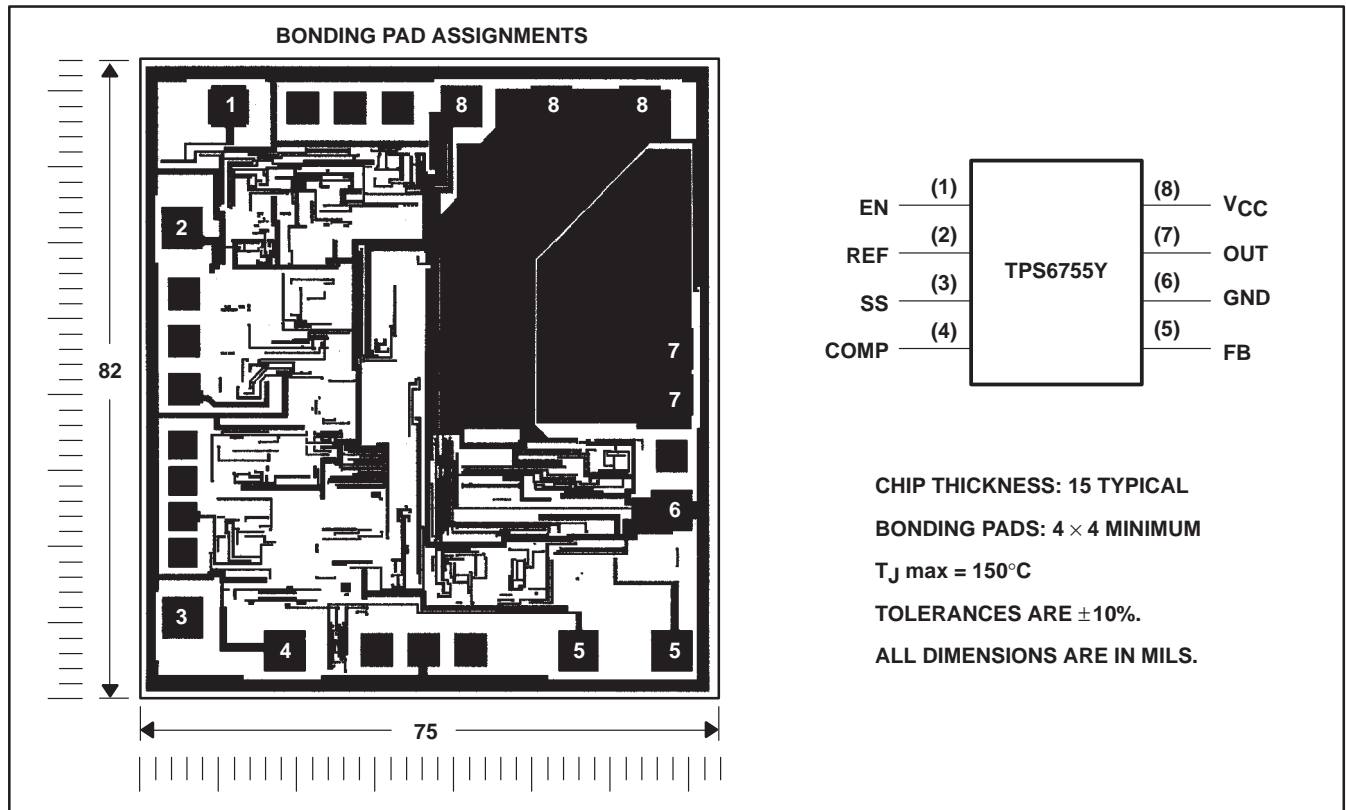 BONDING PAD ASSIGNMENTS
1
8
8
8
2
7
7
6
3
4
5
5
82
75
(1)
EN
(2)
REF
(3)
SS
(4)
COMP
TPS6755Y
(8)
VCC
(7)
OUT
(6)
GND
(5)
FB
CHIP THICKNESS: 15 TYPICAL
BONDING PADS: 4 × 4 MINIMUM
TJ max = 150°C
TOLERANCES ARE ±10%.
ALL DIMENSIONS ARE IN MILS.